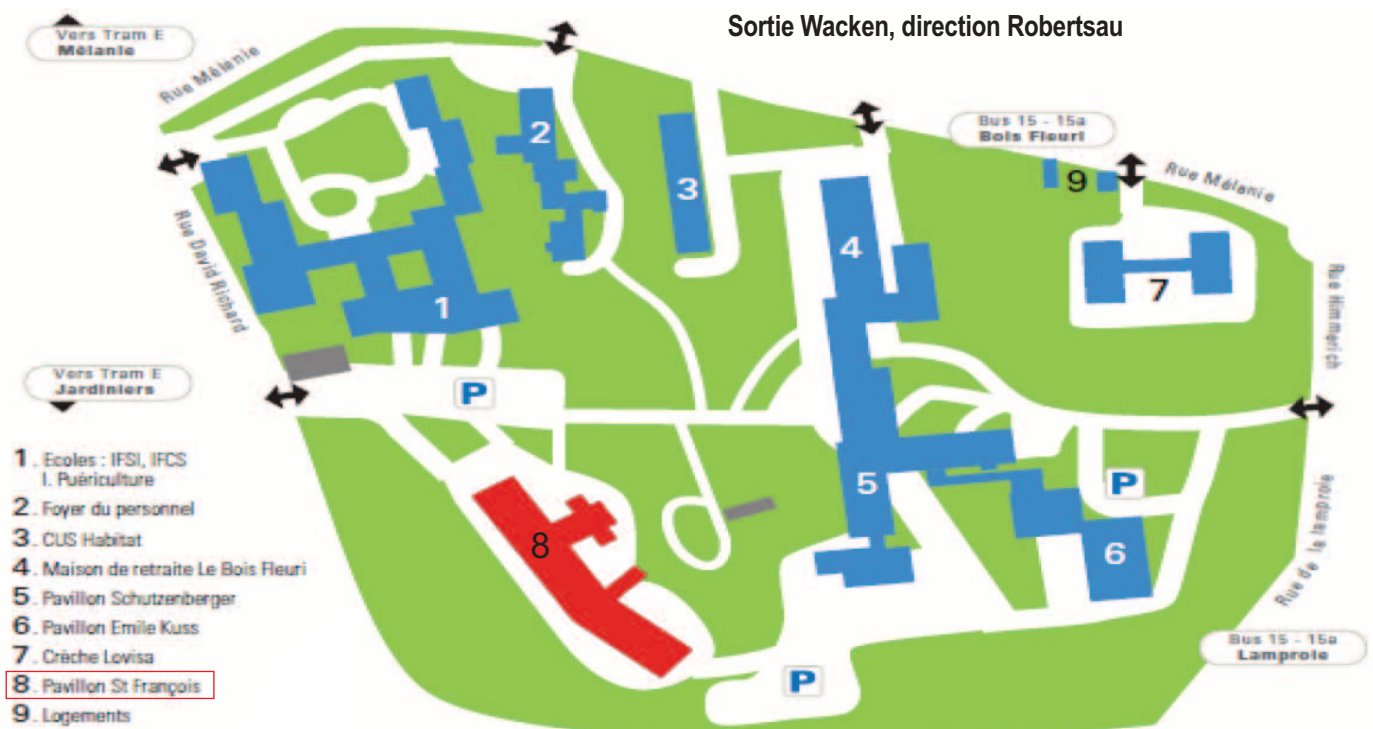 Sortie Wacken, direction Robertsau
Vers Tram E
Mélanie
Rue Mélanie
Bus 15 - 15a
Bois Fleuri
Rue Mélanie
Rue David Richard
Rue Himmerich
Vers Tram E
Jardiniers
Rue de la lamproie
Bus 15 - 15a
Lamproie
1
2
3
4
5
6
7
8
9
P
P
P
1. Ecoles : IFSI, IFCS
I. Puériculture
2. Foyer du personnel
3. CUS Habitat
4. Maison de retraite Le Bois Fleuri
5. Pavillon Schutzenberger
6. Pavillon Emile Kuss
7. Crèche Lovisa
8. Pavillon St François
9. Logements